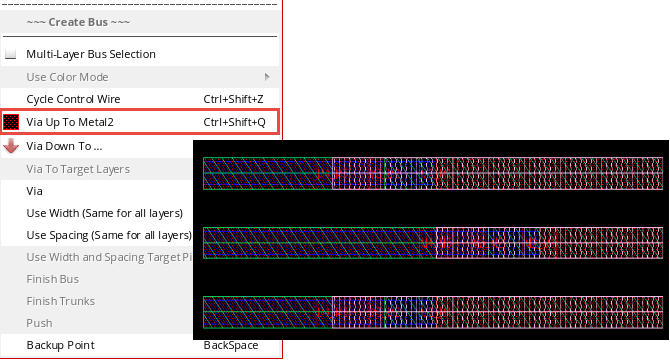 ~~~ Create Bus ~~~
Multi-Layer Bus Selection
Use Color Mode
Cycle Control Wire Ctrl+Shift+Z
Via Up To Metal2 Ctrl+Shift+Q
Via Down To ...
Via To Target Layers
Via
Use Width (Same for all layers)
Use Spacing (Same for all layers)
Use Width and Spacing Target
Finish Bus
Finish Trunks
Push
Backup Point BackSpace